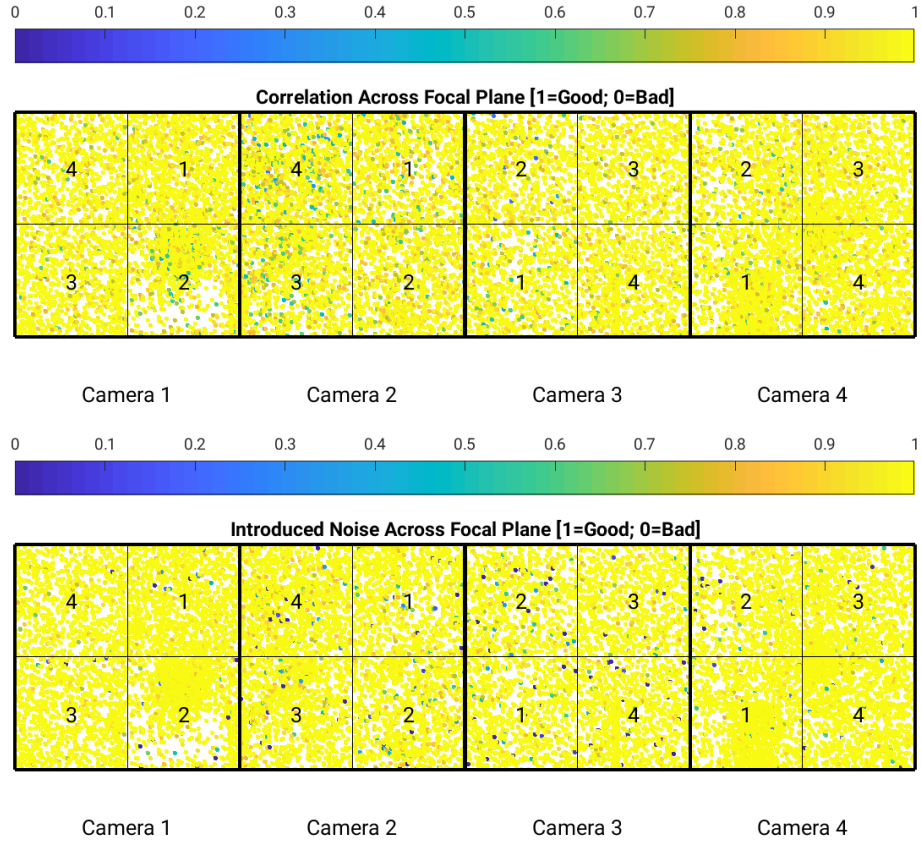 0 0.1 0.2 0.3 0.4 0.5 0.6 0.7 0.8 0.9 1
Correlation Across Focal Plane [1=Good; 0=Bad]
4 1 4 1 2 3 2 3
3 2 3 2 1 4 1 4
Camera 1 Camera 2 Camera 3 Camera 4
0 0.1 0.2 0.3 0.4 0.5 0.6 0.7 0.8 0.9 1
Introduced Noise Across Focal Plane [1=Good; 0=Bad]
4 1 4 1 2 3 2 3
3 2 3 2 1 4 1 4
Camera 1 Camera 2 Camera 3 Camera 4